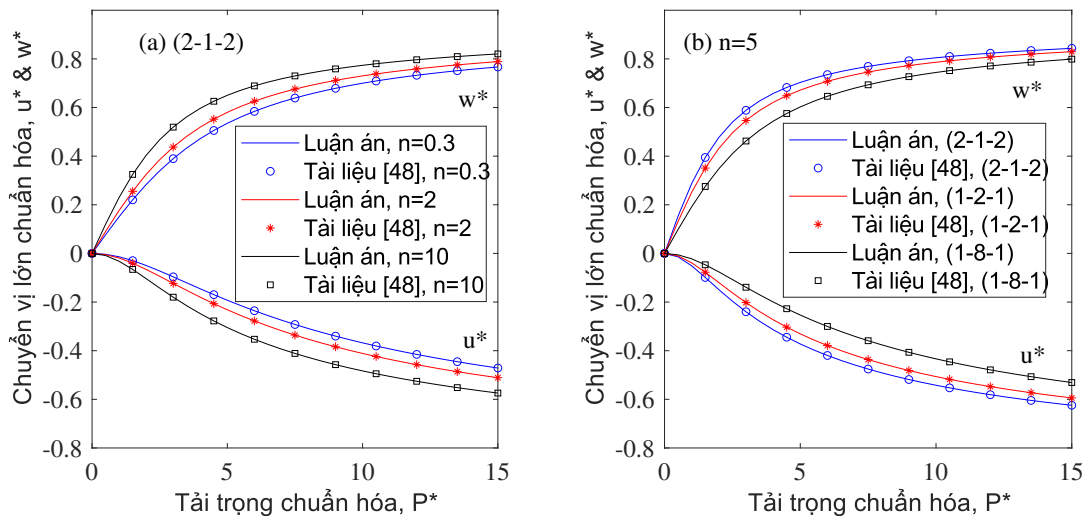 (a) (2-1-2)
Chuyển vị lớn chuẩn hóa, u* & w*
0.8
0.6
0.4
0.2
0
-0.2
-0.4
-0.6
-0.8
w*
Luận án, n=0.3
Tài liệu [48], n=0.3
Luận án, n=2
Tài liệu [48], n=2
Luận án, n=10
Tài liệu [48], n=10
u*
0
5
10
15
Tải trọng chuẩn hóa, P*
(b) n=5
Chuyển vị lớn chuẩn hóa, u* & w*
0.8
0.6
0.4
0.2
0
-0.2
-0.4
-0.6
-0.8
w*
Luận án, (2-1-2)
Tài liệu [48], (2-1-2)
Luận án, (1-2-1)
Tài liệu [48], (1-2-1)
Luận án, (1-8-1)
Tài liệu [48], (1-8-1)
u*
0
5
10
15
Tải trọng chuẩn hóa, P*